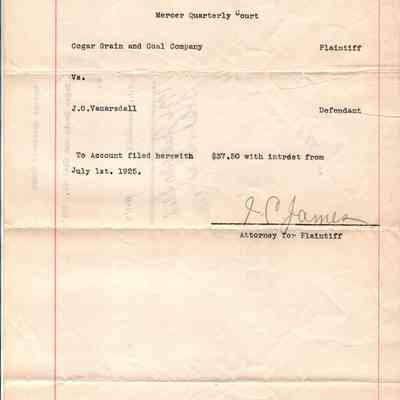 Mercer Quarterly Court
Cogar Grain and Coal Company Plaintiff
Vs.
J.O.Vanarsdall Defendant
To Account filed herewith $37.50 with intrest from
July 1st. 1925.
J. C. James
Attorney for Plaintiff